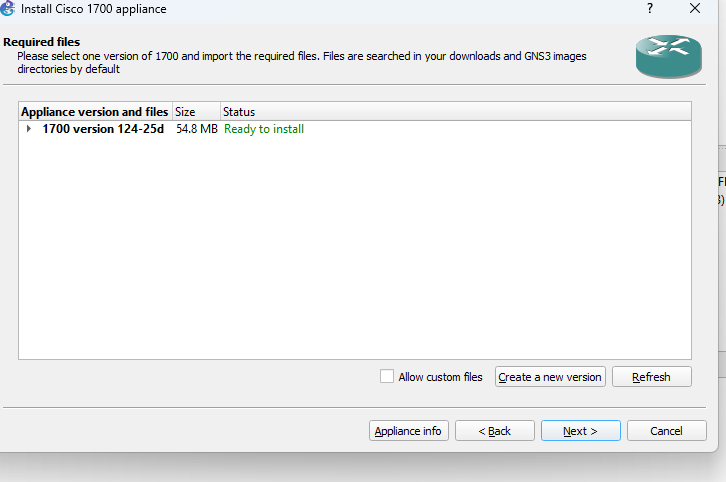 Install Cisco 1700 appliance
?
Required files
Please select one version of 1700 and import the required files. Files are searched in your downloads and GNS3 images
directories by default
Appliance version and files Size Status
1700 version 124-25d 54.8 MB Ready to install
Allow custom files Create a new version Refresh
Appliance info < Back Next > Cancel